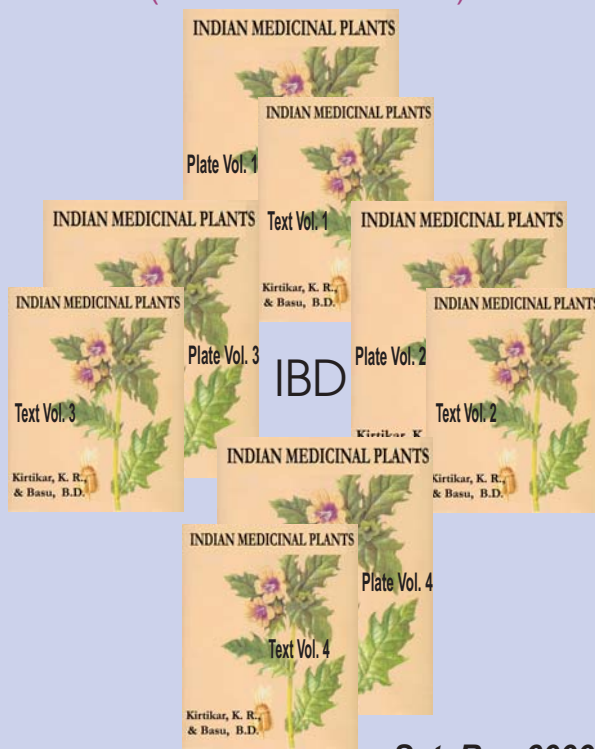 INDIAN MEDICINAL PLANTS
Plate Vol. 1
INDIAN MEDICINAL PLANTS
Text Vol. 1
Kirtikar, K. R.,
& Basu, B.D.
INDIAN MEDICINAL PLANTS
Plate Vol. 3
INDIAN MEDICINAL PLANTS
Text Vol. 3
Kirtikar, K. R.,
& Basu, B.D.
IBD
INDIAN MEDICINAL PLANTS
Plate Vol. 2
Kirtikar, K.
INDIAN MEDICINAL PLANTS
Text Vol. 2
Kirtikar, K. R.,
& Basu, B.D.
INDIAN MEDICINAL PLANTS
Plate Vol. 4
INDIAN MEDICINAL PLANTS
Text Vol. 4
Kirtikar, K. R.,
& Basu, B.D.